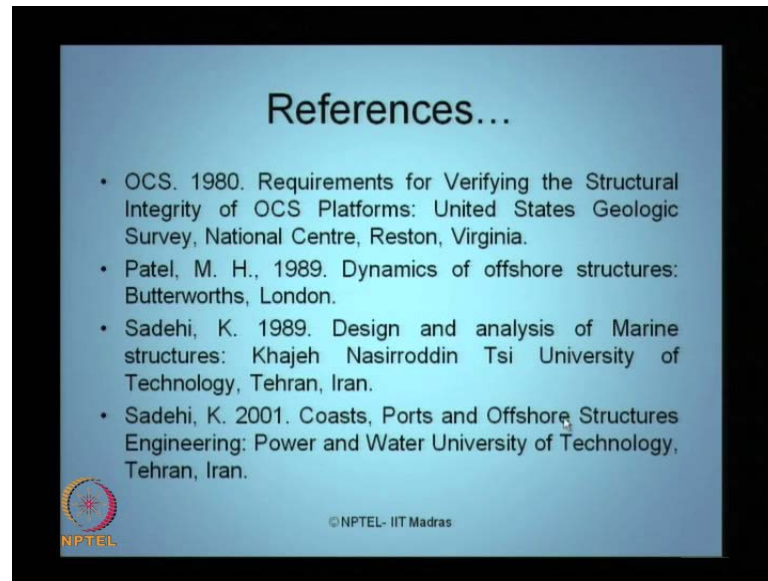 References...
• OCS. 1980. Requirements for Verifying the Structural
Integrity of OCS Platforms: United States Geologic
Survey, National Centre, Reston, Virginia.
• Patel, M. H., 1989. Dynamics of offshore structures:
Butterworths, London.
• Sadehi, K. 1989. Design and analysis of Marine
structures: Khajeh Nasirroddin Tsi University of
Technology, Tehran, Iran.
• Sadehi, K. 2001. Coasts, Ports and Offshore Structures
Engineering: Power and Water University of Technology,
Tehran, Iran.
©NPTEL- IIT Madras
NPTEL